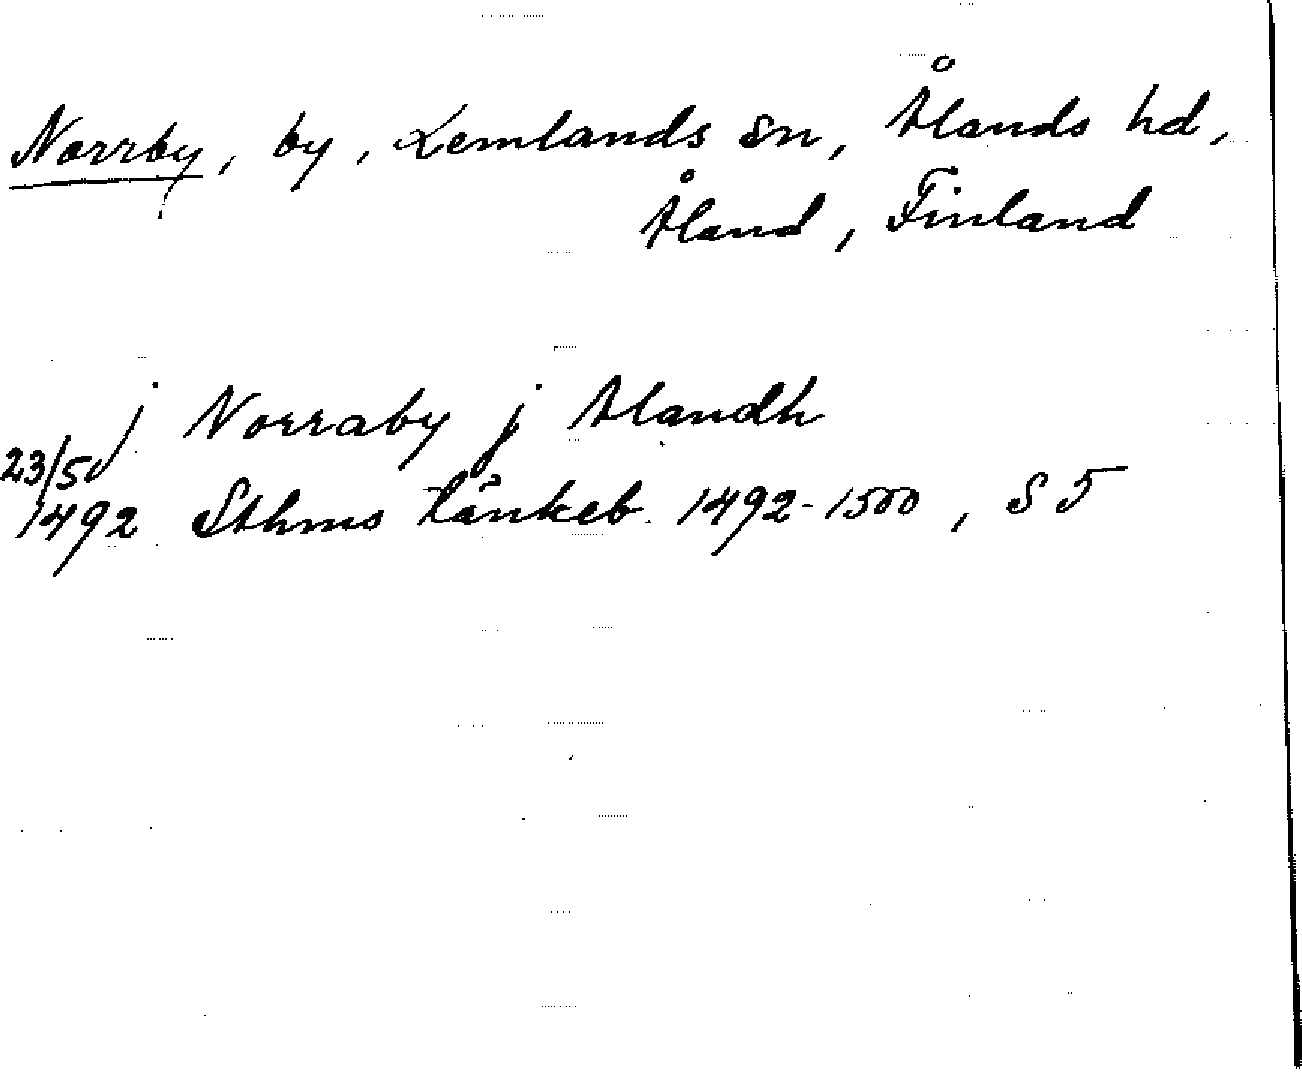 Norrby, by, Lemlands sn, Ålands hd,
Åland, Finland
j Norraby j Alandh
23/5 1492 Sthms tänkeb. 1492-1500, S 5